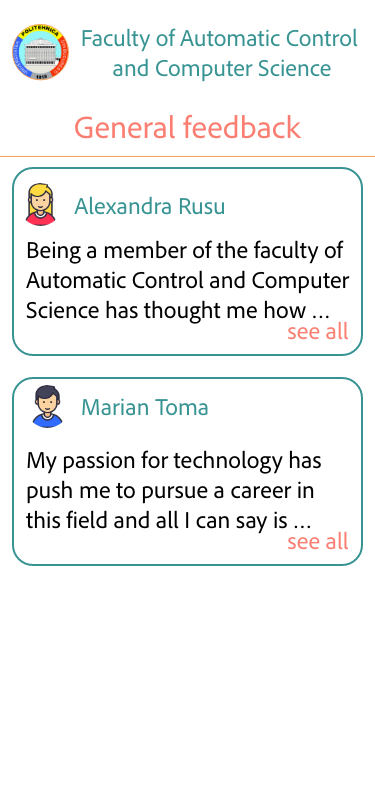 POLITEHNICA
1818
Faculty of Automatic Control
and Computer Science
General feedback
Alexandra Rusu
Being a member of the faculty of
Automatic Control and Computer
Science has thought me how ...
see all
Marian Toma
My passion for technology has
push me to pursue a career in
this field and all I can say is ...
see all